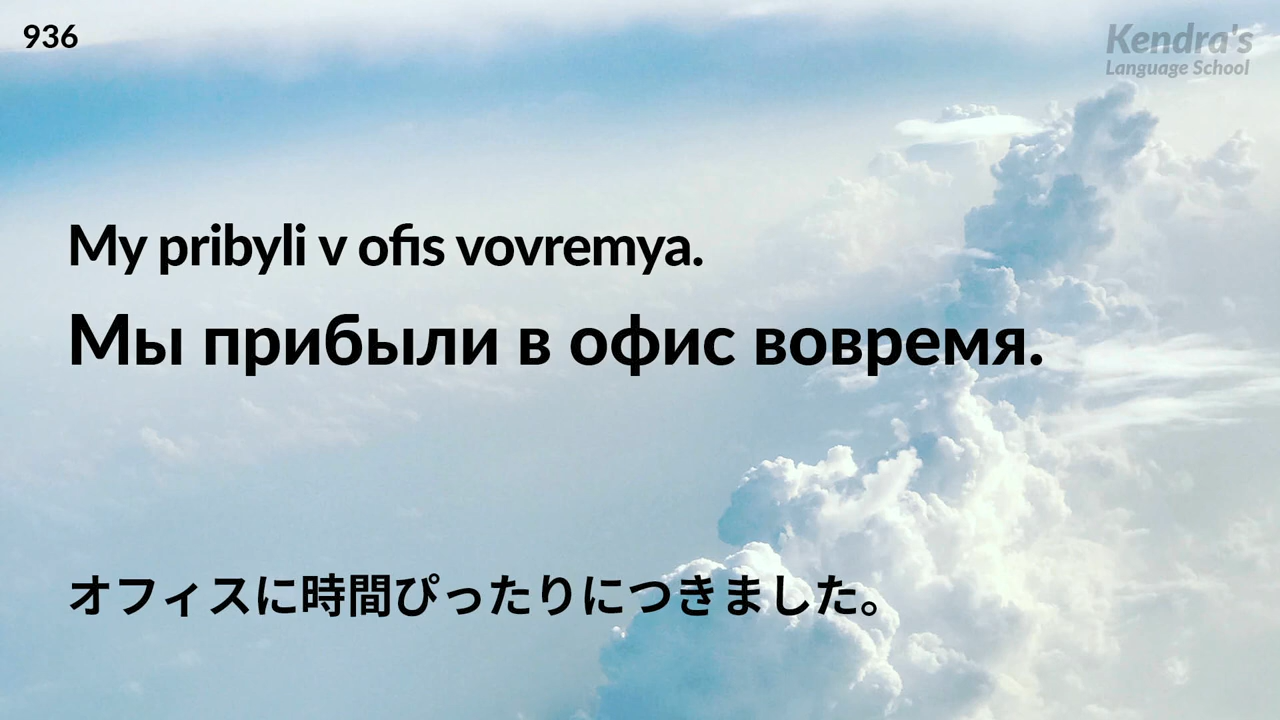 936
Kendra's
Language School
My pribyli v ofis vovremya.
Мы прибыли в офис вовремя.
オフィスに時間ぴったりにつきました。